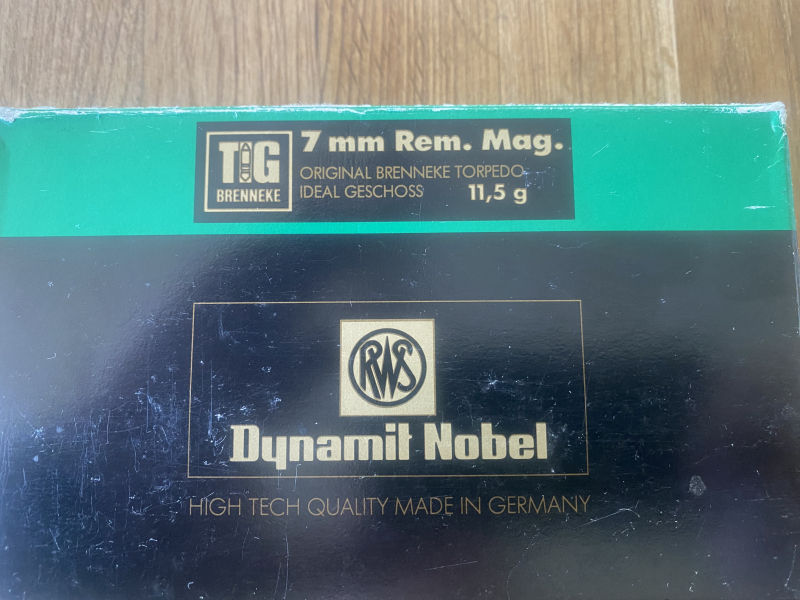 TIG
BRENNEKE
7 mm Rem. Mag.
ORIGINAL BRENNEKE TORPEDO
IDEAL GESCHOSS 11,5 g
RWS
Dynamit Nobel
HIGH TECH QUALITY MADE IN GERMANY